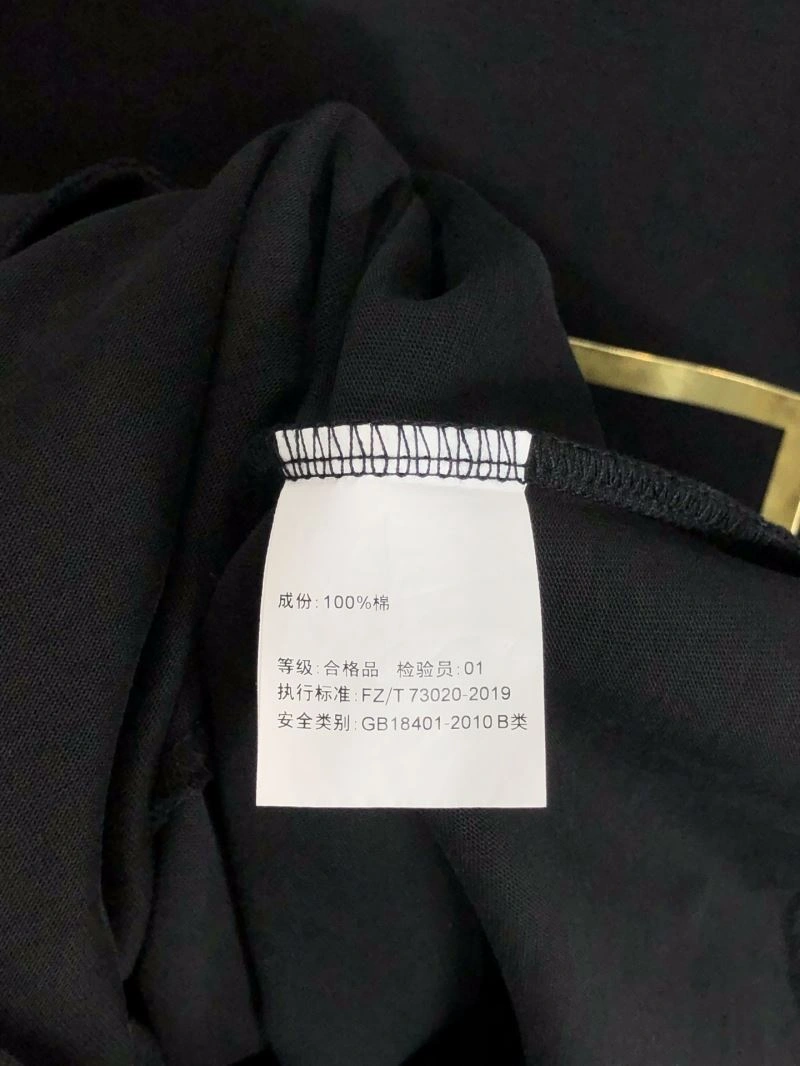 成份:100%棉
等级:合格品 检验员:01
执行标准:FZ/T 73020-2019
安全类别:GB18401-2010 B类